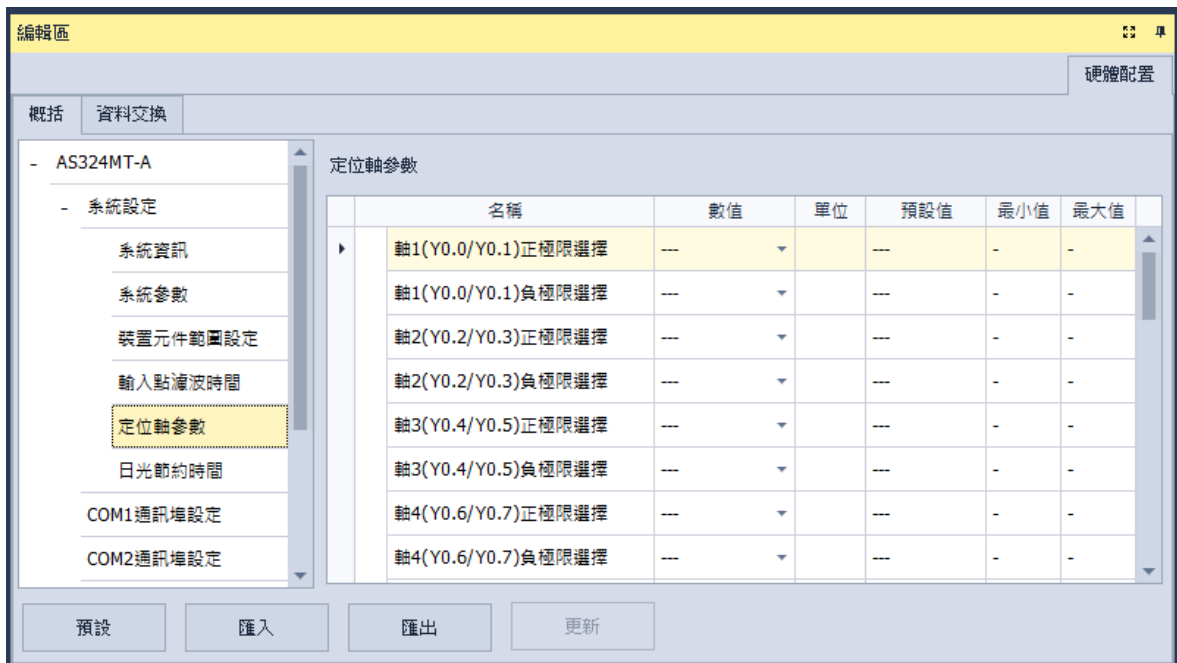 編輯區
硬體配置
概括 資料交換
- AS324MT-A
- 系統設定
系統資訊
系統參數
裝置元件範圍設定
輸入點濾波時間
定位軸參數
日光節約時間
COM1通訊埠設定
COM2通訊埠設定
定位軸參數
名稱 數值 單位 預設值 最小值 最大值
軸1(Y0.0/Y0.1)正極限選擇 --- --- - -
軸1(Y0.0/Y0.1)負極限選擇 --- --- - -
軸2(Y0.2/Y0.3)正極限選擇 --- --- - -
軸2(Y0.2/Y0.3)負極限選擇 --- --- - -
軸3(Y0.4/Y0.5)正極限選擇 --- --- - -
軸3(Y0.4/Y0.5)負極限選擇 --- --- - -
軸4(Y0.6/Y0.7)正極限選擇 --- --- - -
軸4(Y0.6/Y0.7)負極限選擇 --- --- - -
預設 匯入 匯出 更新